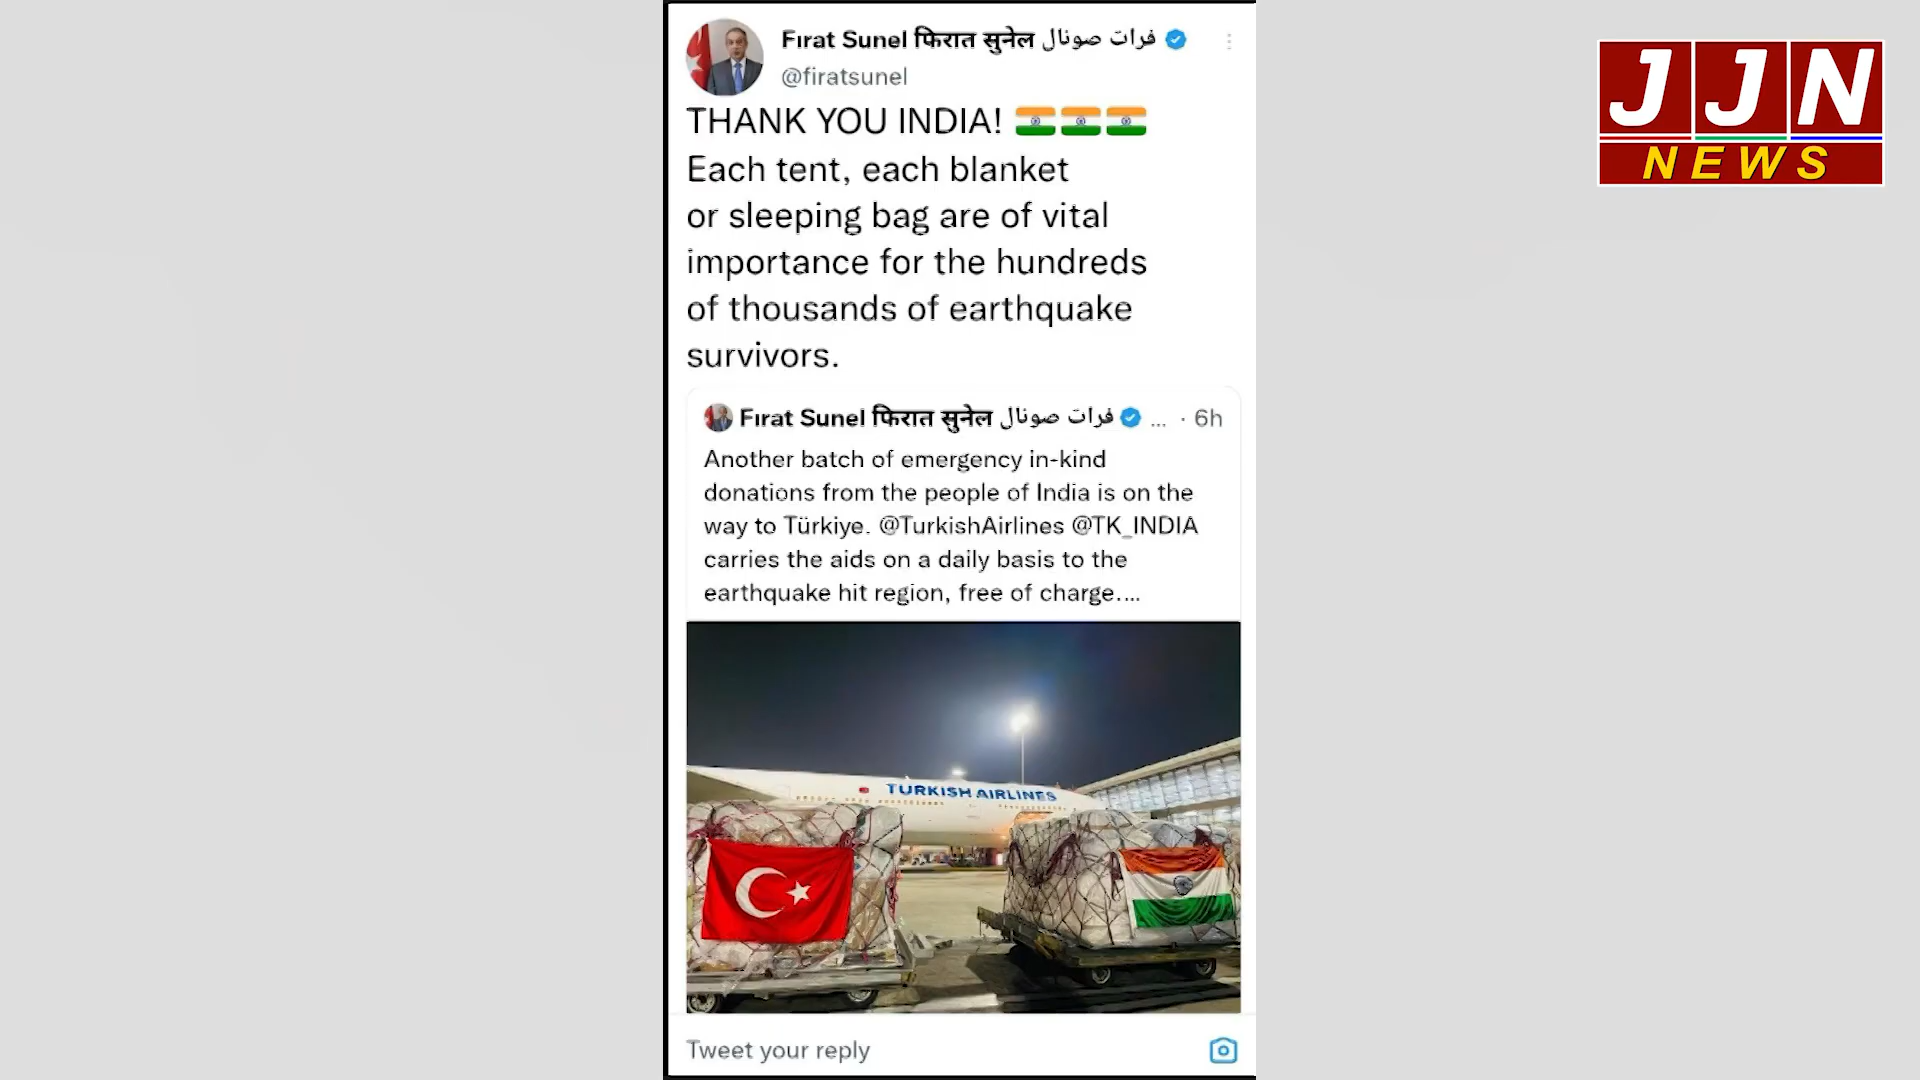 Fırat Sunel फिरात सुनेल فرات صونال
@firatsunel
THANK YOU INDIA! 🇮🇳🇮🇳🇮🇳
Each tent, each blanket
or sleeping bag are of vital
importance for the hundreds
of thousands of earthquake
survivors.
Fırat Sunel फिरात सुनेल فرات صونال ... · 6h
Another batch of emergency in-kind
donations from the people of India is on the
way to Türkiye. @TurkishAirlines @TK_INDIA
carries the aids on a daily basis to the
earthquake hit region, free of charge....
TURKISH AIRLINES
Tweet your reply
JJN
NEWS